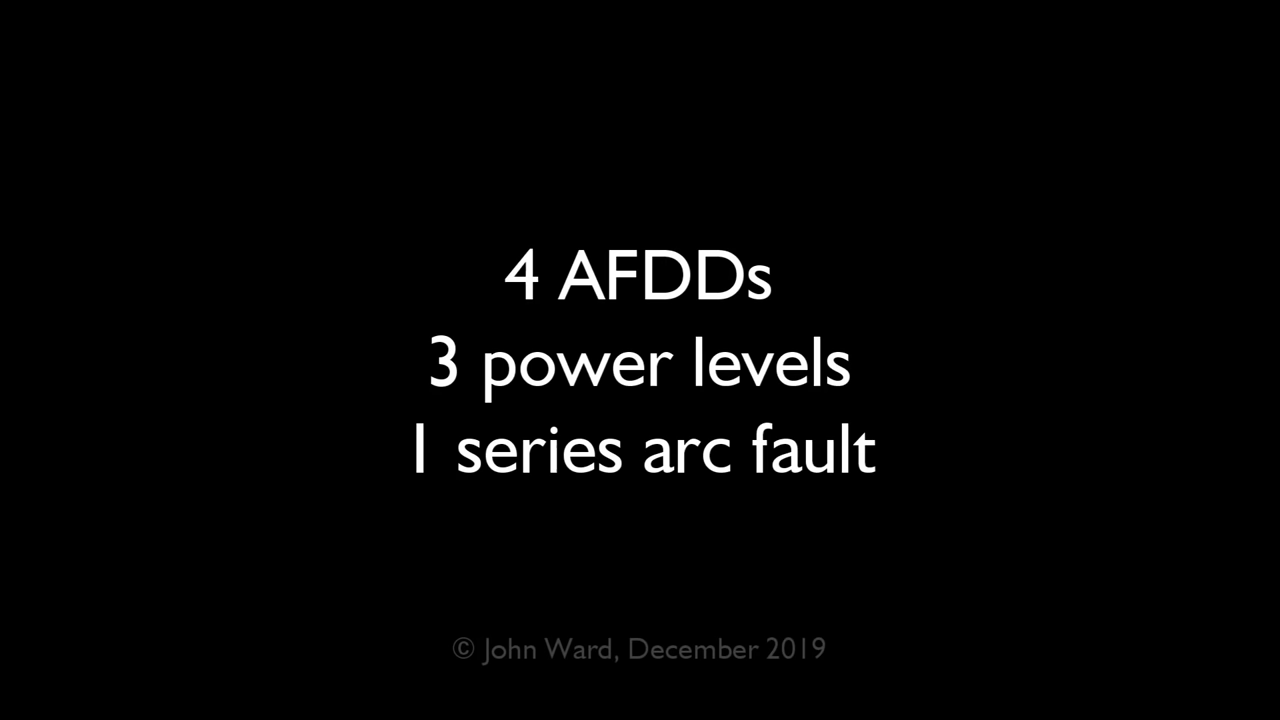 4 AFDDs
3 power levels
1 series arc fault
© John Ward, December 2019